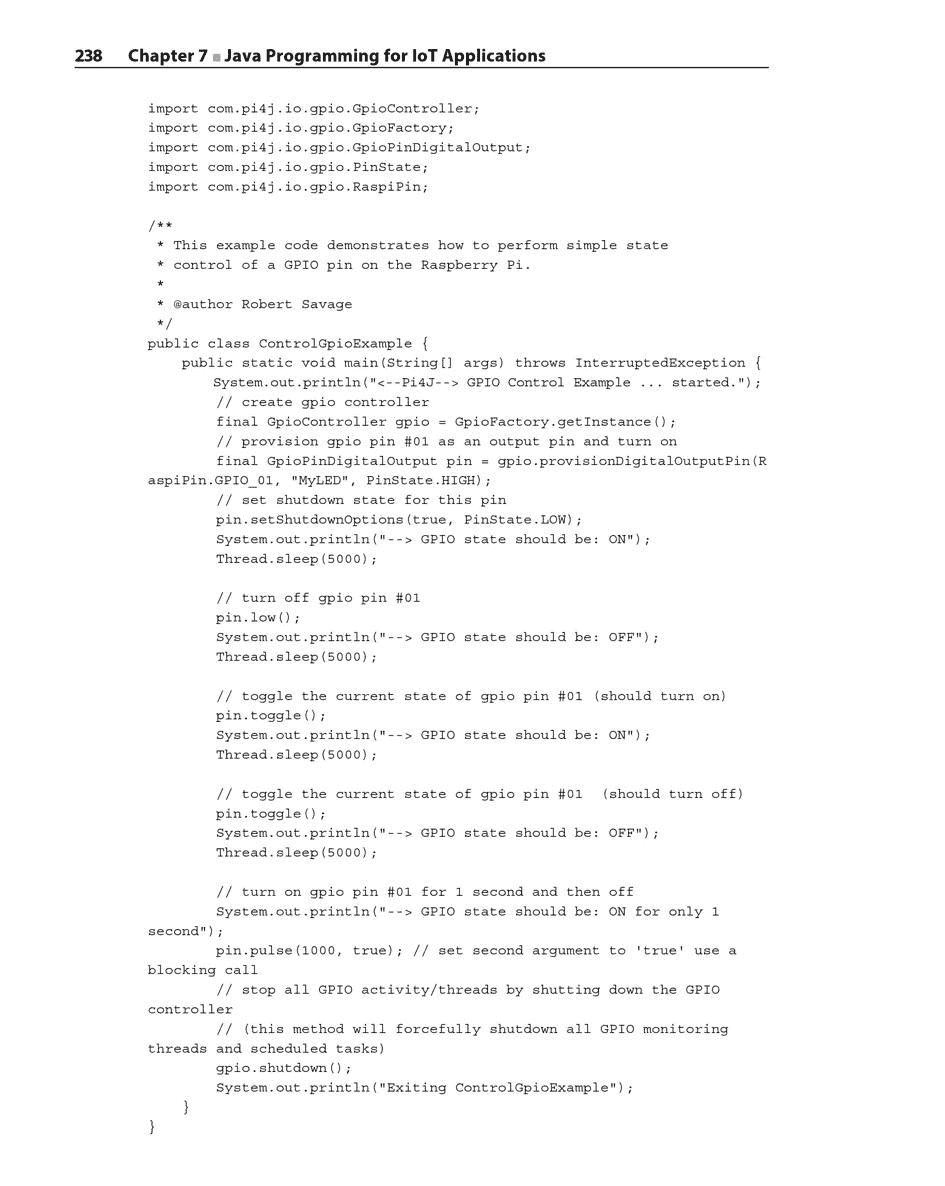 238 Chapter 7 ■ Java Programming for IoT Applications
import com.pi4j.io.gpio.GpioController;
import com.pi4j.io.gpio.GpioFactory;
import com.pi4j.io.gpio.GpioPinDigitalOutput;
import com.pi4j.io.gpio.PinState;
import com.pi4j.io.gpio.RaspiPin;
/**
* This example code demonstrates how to perform simple state
* control of a GPIO pin on the Raspberry Pi.
*
* @author Robert Savage
*/
public class ControlGpioExample {
public static void main(String[] args) throws InterruptedException {
System.out.println("<--Pi4J--> GPIO Control Example ... started.");
// create gpio controller
final GpioController gpio = GpioFactory.getInstance();
// provision gpio pin #01 as an output pin and turn on
final GpioPinDigitalOutput pin = gpio.provisionDigitalOutputPin(R
aspiPin.GPIO_01, "MyLED", PinState.HIGH);
// set shutdown state for this pin
pin.setShutdownOptions(true, PinState.LOW);
System.out.println("--> GPIO state should be: ON");
Thread.sleep(5000);
// turn off gpio pin #01
pin.low();
System.out.println("--> GPIO state should be: OFF");
Thread.sleep(5000);
// toggle the current state of gpio pin #01 (should turn on)
pin.toggle();
System.out.println("--> GPIO state should be: ON");
Thread.sleep(5000);
// toggle the current state of gpio pin #01  (should turn off)
pin.toggle();
System.out.println("--> GPIO state should be: OFF");
Thread.sleep(5000);
// turn on gpio pin #01 for 1 second and then off
System.out.println("--> GPIO state should be: ON for only 1
second");
pin.pulse(1000, true); // set second argument to 'true' use a
blocking call
// stop all GPIO activity/threads by shutting down the GPIO
controller
// (this method will forcefully shutdown all GPIO monitoring
threads and scheduled tasks)
gpio.shutdown();
System.out.println("Exiting ControlGpioExample");
}
}